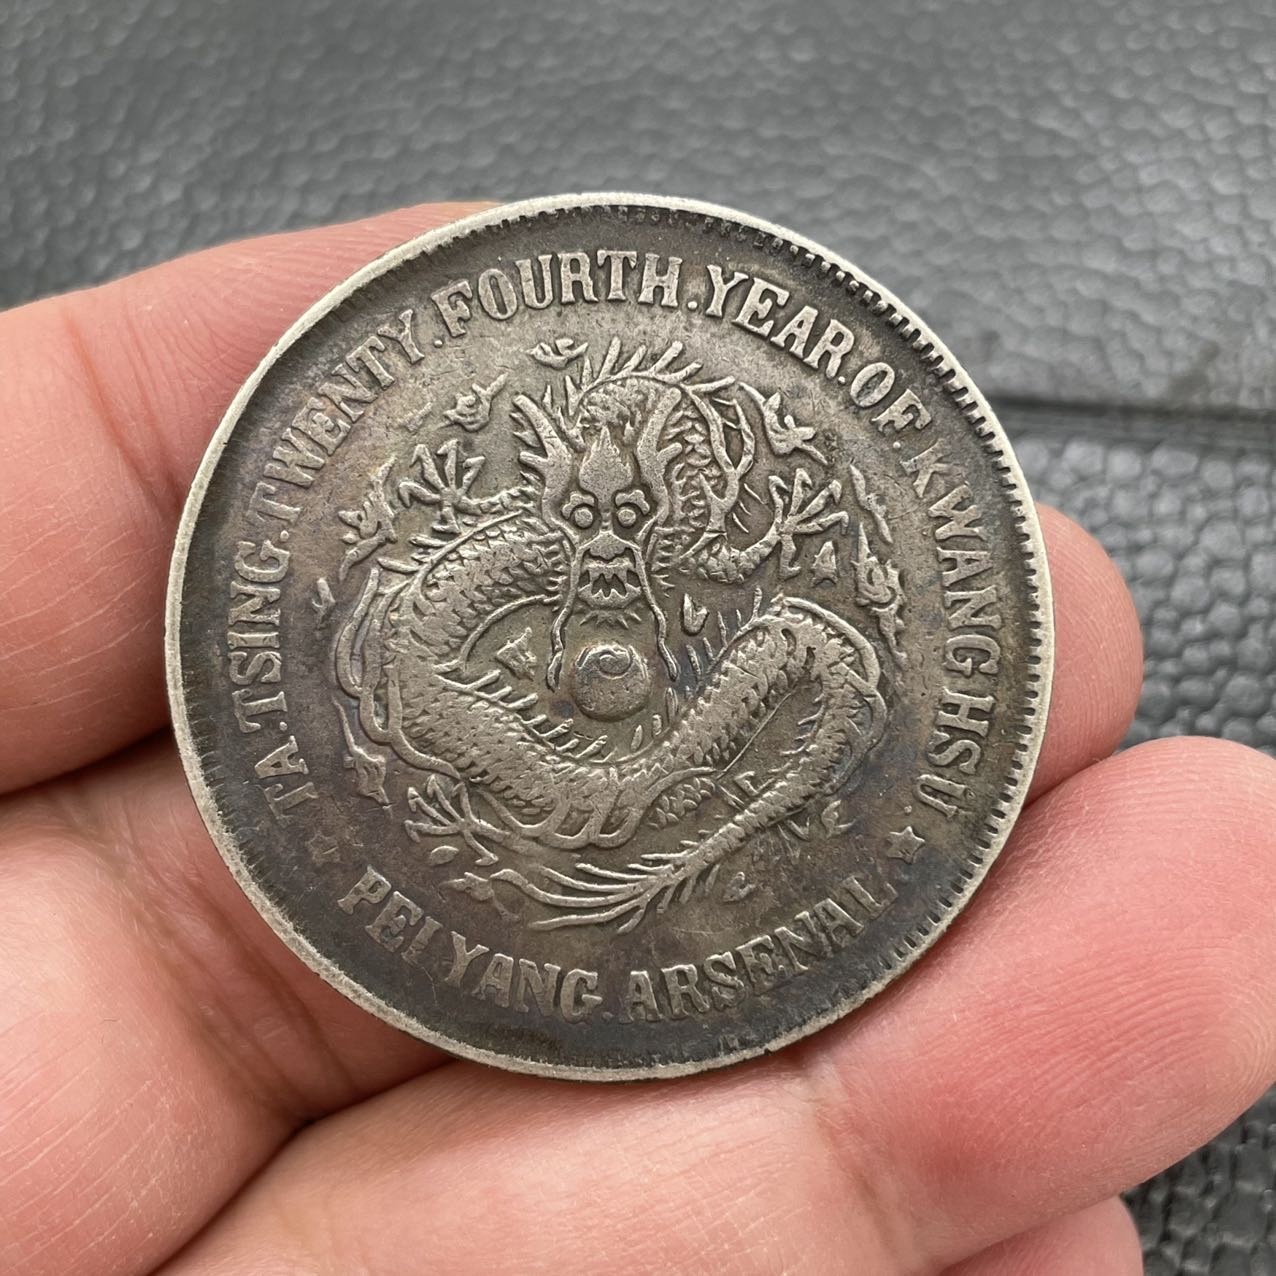 TA.TSING.TWENTY.FOURTH.YEAR.OF.KWANG HSU.
PEI YANG.ARSENAL.